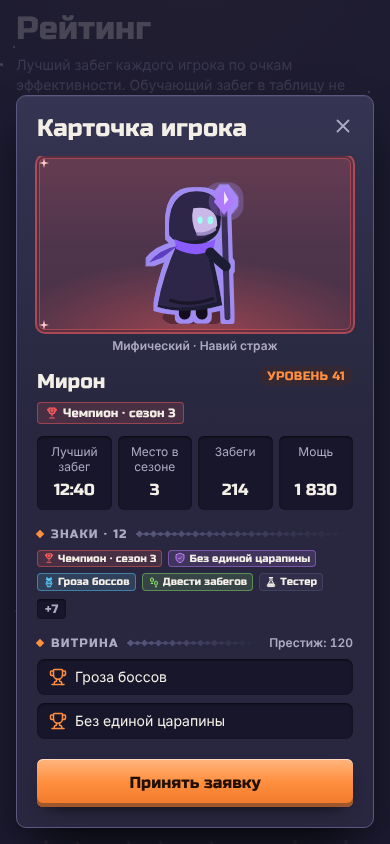 Рейтинг
Лучший забег каждого игрока по очкам
эффективности. Обучающий забег в таблицу не
Карточка игрока
Мифический · Навий страж
Мирон
УРОВЕНЬ 41
Чемпион · сезон 3
Лучший забег
12:40
Место в сезоне
3
Забеги
214
Мощь
1 830
ЗНАКИ · 12
Чемпион · сезон 3
Без единой царапины
Гроза боссов
Двести забегов
Тестер
+7
ВИТРИНА
Престиж: 120
Гроза боссов
Без единой царапины
Принять заявку